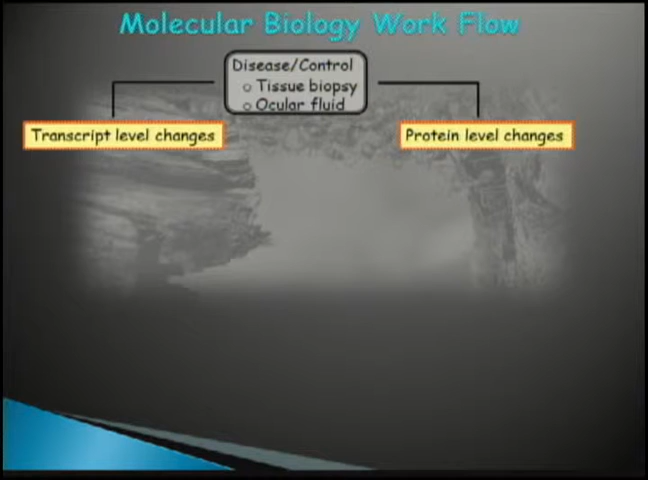 Molecular Biology Work Flow
Disease/Control
o Tissue biopsy
o Ocular fluid
Transcript level changes
Protein level changes